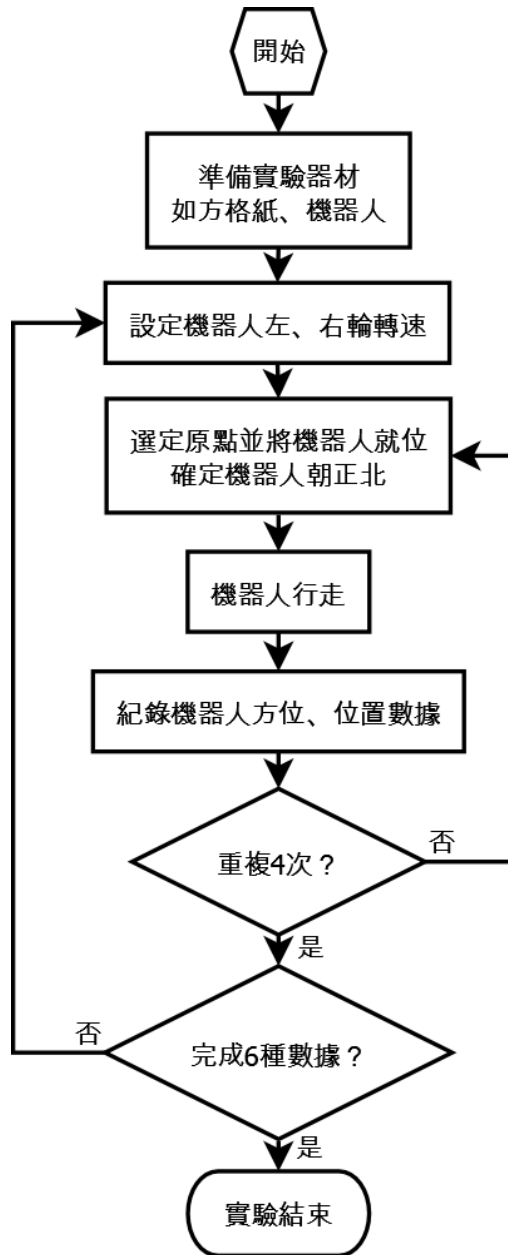 開始
準備實驗器材
如方格紙、機器人
設定機器人左、右輪轉速
選定原點並將機器人就位
確定機器人朝正北
機器人行走
紀錄機器人方位、位置數據
重複4次？
否
是
完成6種數據？
否
是
實驗結束